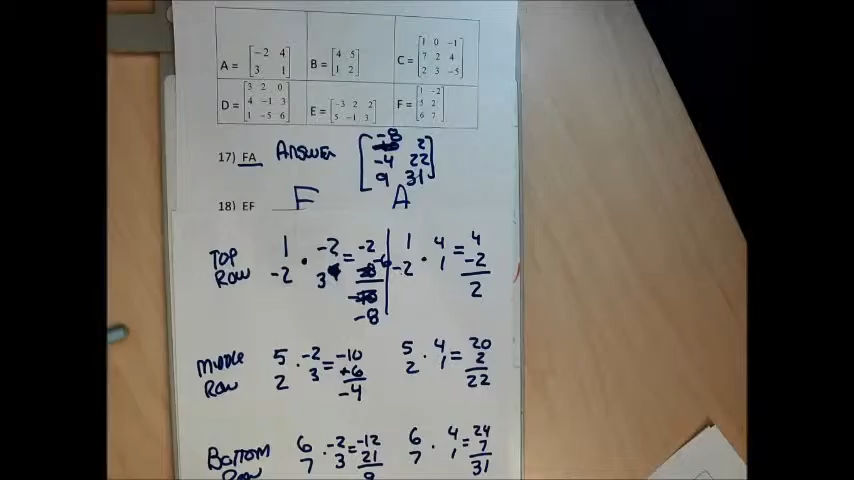 A = [-2 4 B = [4 5 C = [1 0 -1
3 1] 1 2] 7 2 4
2 3 -5]
D = [3 2 0 E = [-3 2 2 F = [1 -2
4 -1 3 5 -1 3] 5 2
1 -5 6] 6 7]
17) FA ANSWER [-8 2
-4 22
9 31]
18) EF F A
TOP ROW 1 -2 · -2 3 = -2 -6 -8 1 -2 · 4 1 = 4 -2 2
MIDDLE ROW 5 2 · -2 3 = -10 +6 -4 5 2 · 4 1 = 20 2 22
BOTTOM ROW 6 7 · -2 3 = -12 21 9 6 7 · 4 1 = 24 7 31